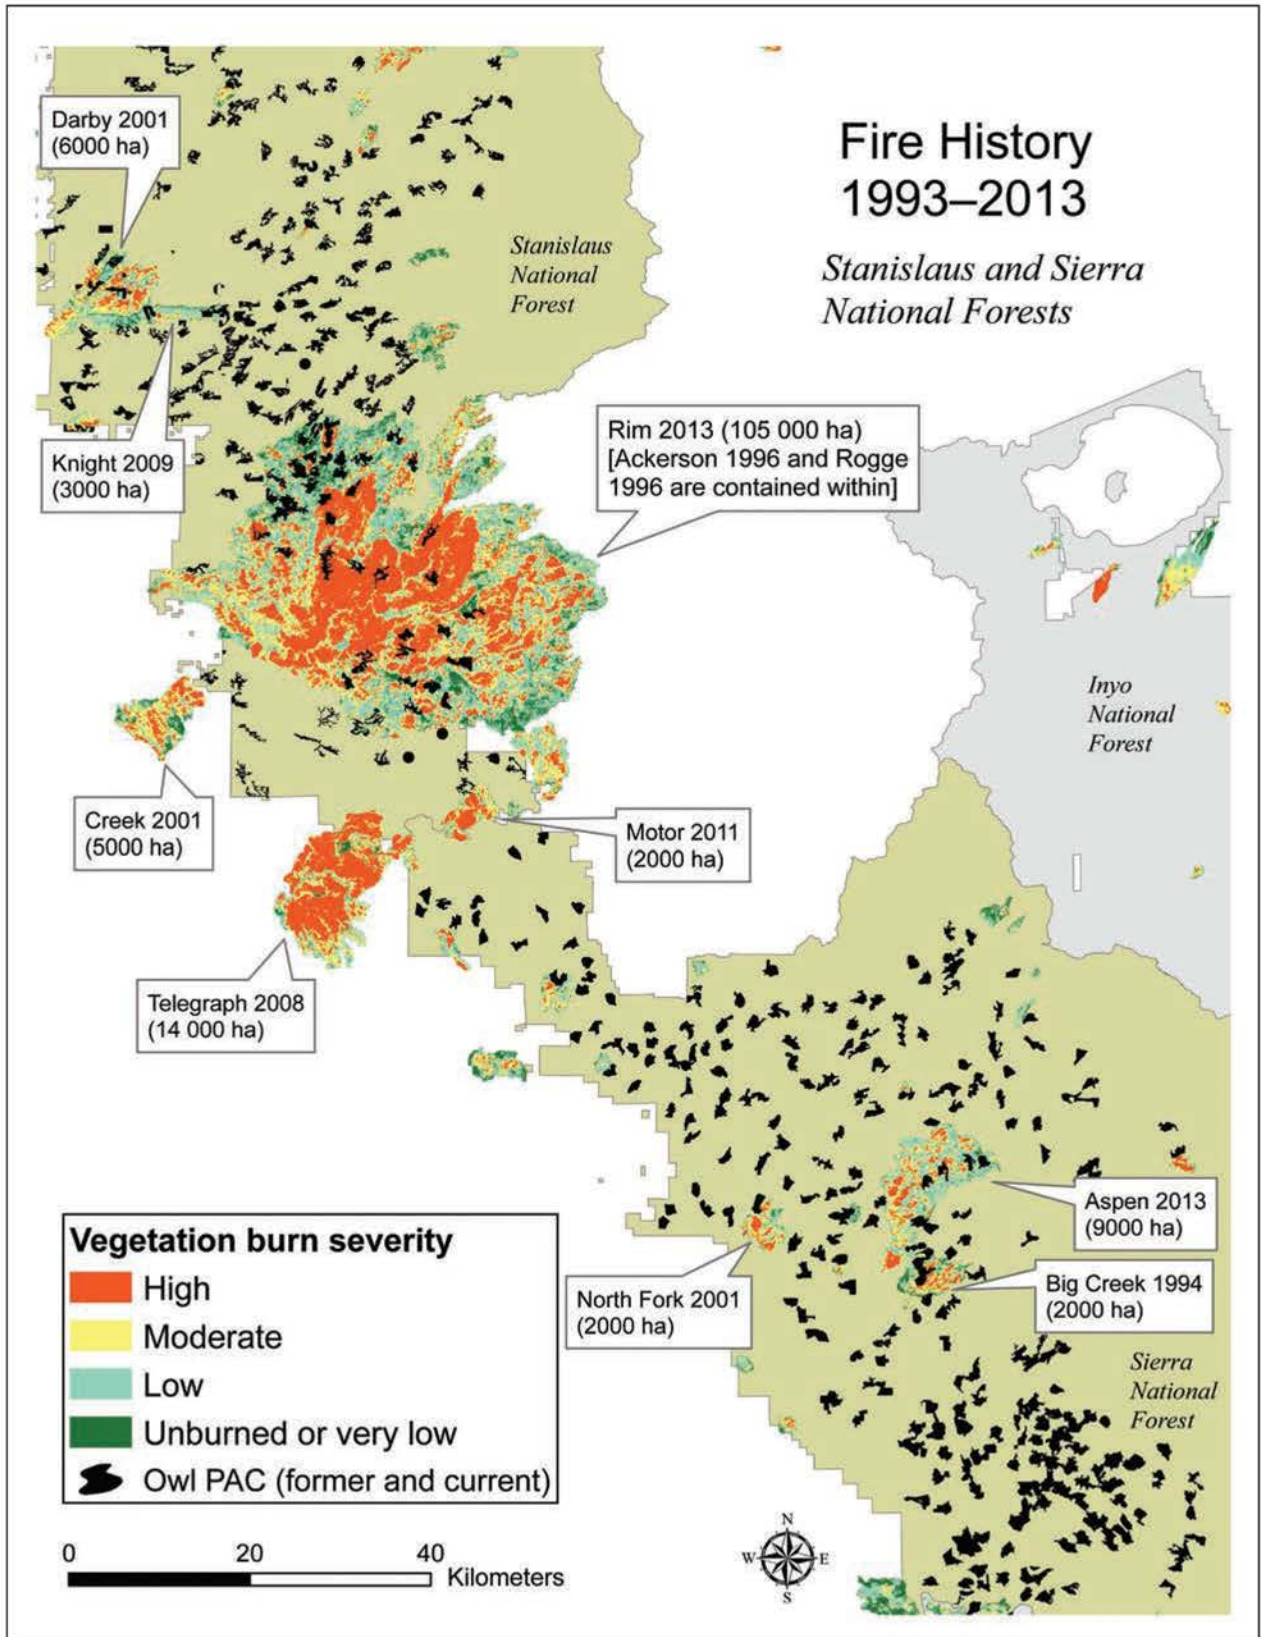 Fire History
1993–2013
Stanislaus and Sierra
National Forests
Darby 2001
(6000 ha)
Stanislaus
National
Forest
Knight 2009
(3000 ha)
Rim 2013 (105 000 ha)
[Ackerson 1996 and Rogge
1996 are contained within]
Inyo
National
Forest
Creek 2001
(5000 ha)
Motor 2011
(2000 ha)
Telegraph 2008
(14 000 ha)
Aspen 2013
(9000 ha)
North Fork 2001
(2000 ha)
Big Creek 1994
(2000 ha)
Sierra
National
Forest
Vegetation burn severity
High
Moderate
Low
Unburned or very low
Owl PAC (former and current)
0 20 40
Kilometers
N
W E
S